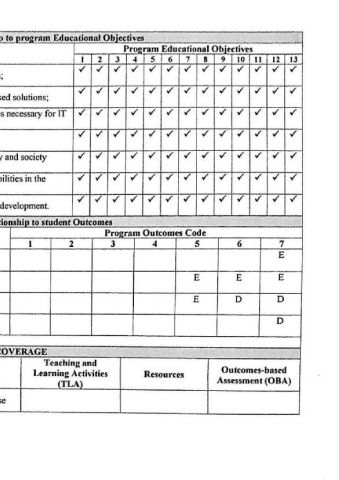 p to program Educational Objectives
Program Educational Objectives
1 2 3 4 5 6 7 8 9 10 11 12 13
; ✓ ✓ ✓ ✓ ✓ ✓ ✓ ✓ ✓ ✓ ✓ ✓ ✓
sed solutions; ✓ ✓ ✓ ✓ ✓ ✓ ✓ ✓ ✓ ✓ ✓ ✓ ✓
s necessary for IT ✓ ✓ ✓ ✓ ✓ ✓ ✓ ✓ ✓ ✓ ✓ ✓ ✓
✓ ✓ ✓ ✓ ✓ ✓ ✓ ✓ ✓ ✓ ✓ ✓ ✓
y and society ✓ ✓ ✓ ✓ ✓ ✓ ✓ ✓ ✓ ✓ ✓ ✓ ✓
bilities in the ✓ ✓ ✓ ✓ ✓ ✓ ✓ ✓ ✓ ✓ ✓ ✓ ✓
development. ✓ ✓ ✓ ✓ ✓ ✓ ✓ ✓ ✓ ✓ ✓ ✓ ✓
tionship to student Outcomes
Program Outcomes Code
1 2 3 4 5 6 7
E
E E E
E D D
D
COVERAGE
Teaching and
Learning Activities
(TLA)
Resources
Outcomes-based
Assessment (OBA)
se